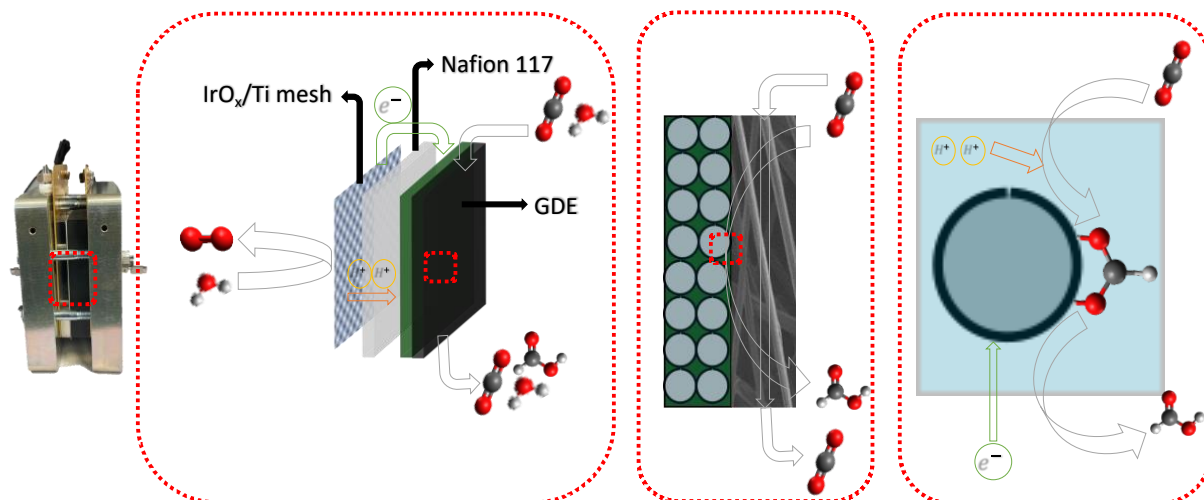 Nafion 117
IrOₓ/Ti mesh
e⁻
GDE
H⁺ H⁺
H⁺ H⁺
e⁻